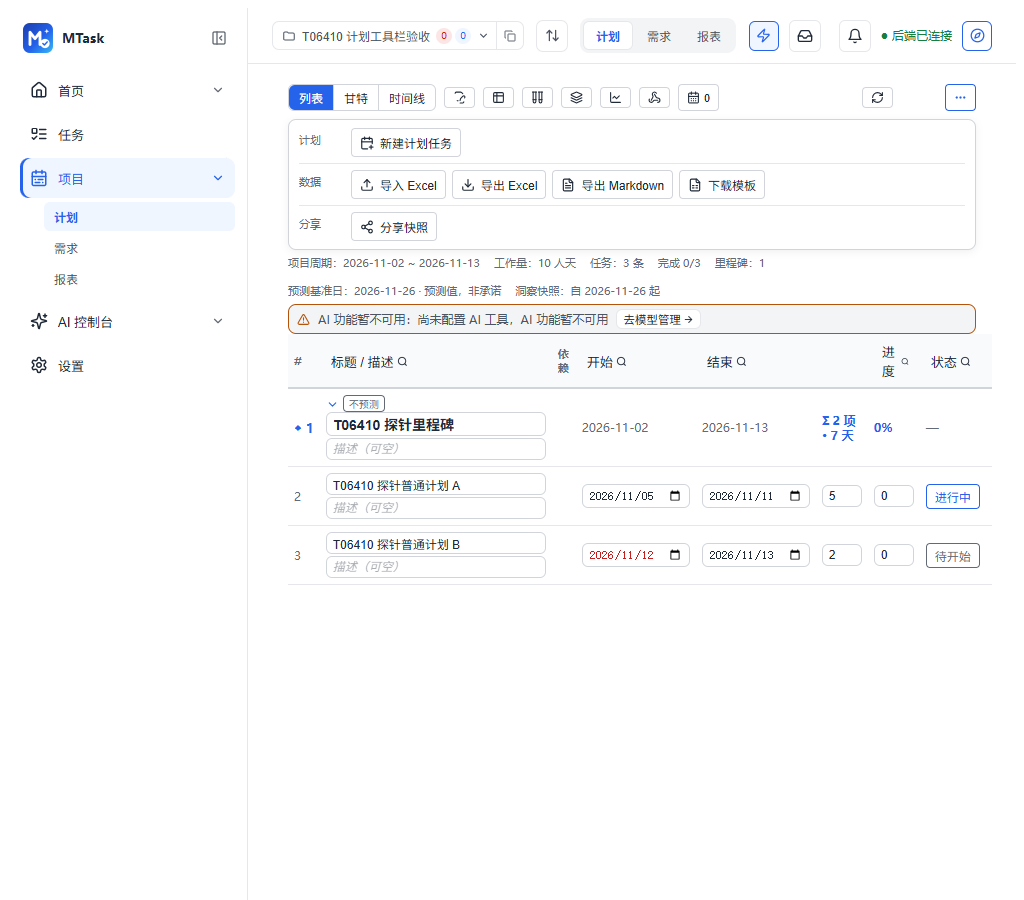 MTask
首页
任务
项目
计划
需求
报表
AI 控制台
设置
T06410 计划工具栏验收 0 0
计划 需求 报表
后端已连接
列表 甘特 时间线 0
计划 新建计划任务
数据 导入 Excel 导出 Excel 导出 Markdown 下载模板
分享 分享快照
项目周期：2026-11-02 ~ 2026-11-13 工作量：10 人天 任务：3 条 完成 0/3 里程碑：1
预测基准日：2026-11-26 · 预测值，非承诺 洞察快照：自 2026-11-26 起
AI 功能暂不可用：尚未配置 AI 工具，AI 功能暂不可用 去模型管理 →
# 标题 / 描述 依赖 开始 结束 进度 状态
不预测
1 T06410 探针里程碑 2026-11-02 2026-11-13 Σ 2 项 • 7 天 0% —
描述（可空）
2 T06410 探针普通计划 A 2026/11/05 2026/11/11 5 0 进行中
描述（可空）
3 T06410 探针普通计划 B 2026/11/12 2026/11/13 2 0 待开始
描述（可空）